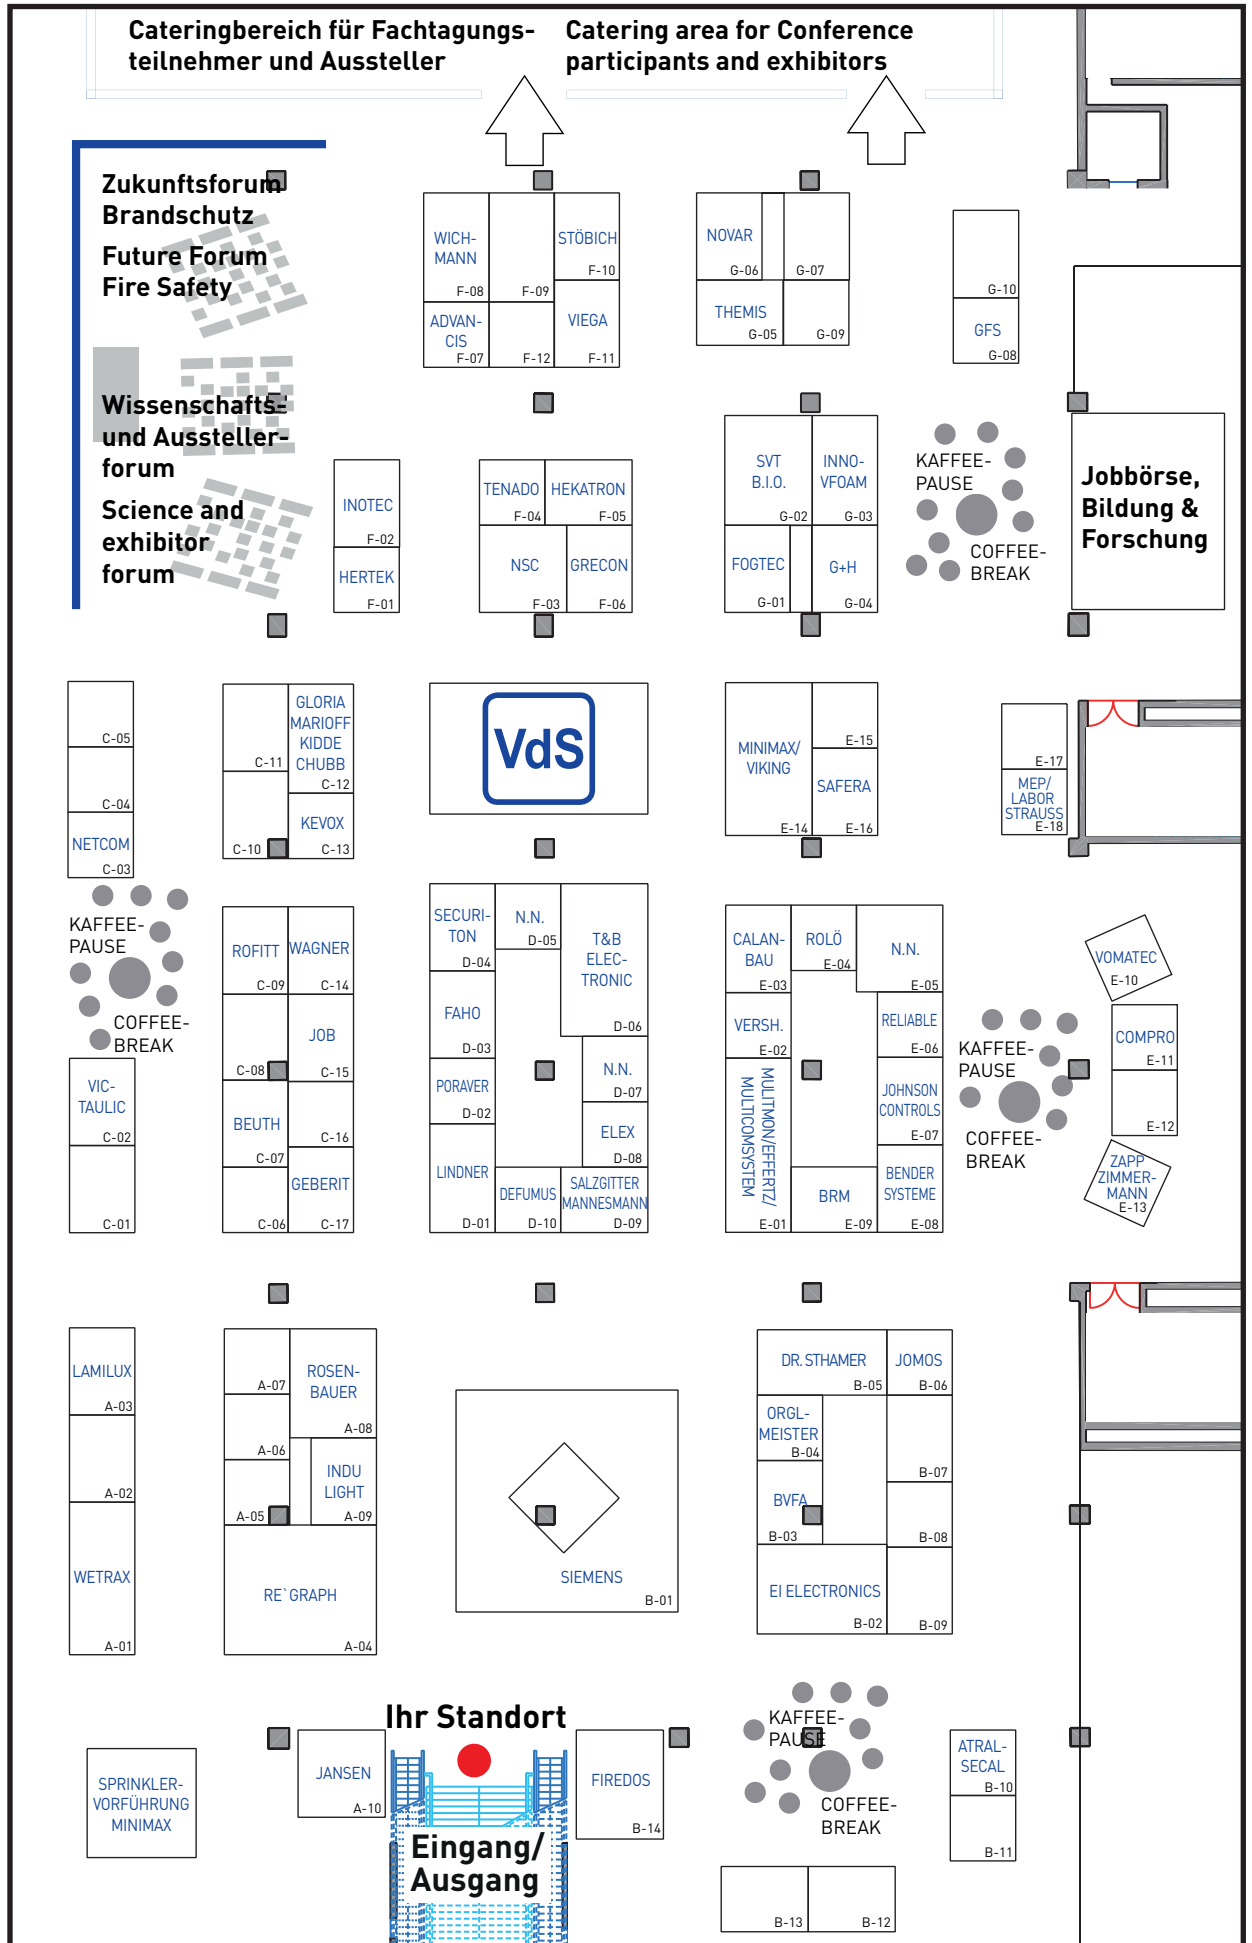 Cateringbereich für Fachtagungs-
teilnehmer und Aussteller
Catering area for Conference
participants and exhibitors
Zukunftsforum
Brandschutz
Future Forum
Fire Safety
Wissenschafts-
und Aussteller-
forum
Science and
exhibitor
forum
WICH-
MANN
F-08
F-09
STÖBICH
F-10
ADVAN-
CIS
F-07
F-12
VIEGA
F-11
NOVAR
G-06
G-07
THEMIS
G-05
G-09
G-10
GFS
G-08
INOTEC
F-02
HERTEK
F-01
TENADO
F-04
HEKATRON
F-05
NSC
F-03
GRECON
F-06
SVT
B.I.O.
G-02
INNO-
VFOAM
G-03
FOGTEC
G-01
G+H
G-04
KAFFEE-
PAUSE
COFFEE-
BREAK
Jobbörse,
Bildung &
Forschung
C-05
C-04
NETCOM
C-03
C-11
GLORIA
MARIOFF
KIDDE
CHUBB
C-12
C-10
KEVOX
C-13
VdS
MINIMAX/
VIKING
E-14
E-15
SAFERA
E-16
E-17
MEP/
LABOR
STRAUSS
E-18
KAFFEE-
PAUSE
COFFEE-
BREAK
VIC-
TAULIC
C-02
C-01
ROFITT
C-09
WAGNER
C-14
C-08
JOB
C-15
BEUTH
C-07
C-16
C-06
GEBERIT
C-17
SECURI-
TON
D-04
N.N.
D-05
T&B
ELEC-
TRONIC
D-06
FAHO
D-03
PORAVER
D-02
N.N.
D-07
ELEX
D-08
LINDNER
D-01
DEFUMUS
D-10
SALZGITTER
MANNESMANN
D-09
CALAN-
BAU
E-03
ROLÖ
E-04
N.N.
E-05
VERSH.
E-02
RELIABLE
E-06
MULITMON/EFFERTZ/
MULTICOMSYSTEM
E-01
JOHNSON
CONTROLS
E-07
BRM
E-09
BENDER
SYSTEME
E-08
KAFFEE-
PAUSE
COFFEE-
BREAK
VOMATEC
E-10
COMPRO
E-11
E-12
ZAPP
ZIMMER-
MANN
E-13
LAMILUX
A-03
A-02
WETRAX
A-01
A-07
ROSEN-
BAUER
A-08
A-06
A-05
INDU
LIGHT
A-09
RE`GRAPH
A-04
SIEMENS
B-01
DR. STHAMER
B-05
JOMOS
B-06
ORGL-
MEISTER
B-04
B-07
BVFA
B-03
B-08
EI ELECTRONICS
B-02
B-09
SPRINKLER-
VORFÜHRUNG
MINIMAX
JANSEN
A-10
Ihr Standort
Eingang/
Ausgang
FIREDOS
B-14
KAFFEE-
PAUSE
COFFEE-
BREAK
ATRAL-
SECAL
B-10
B-11
B-13
B-12